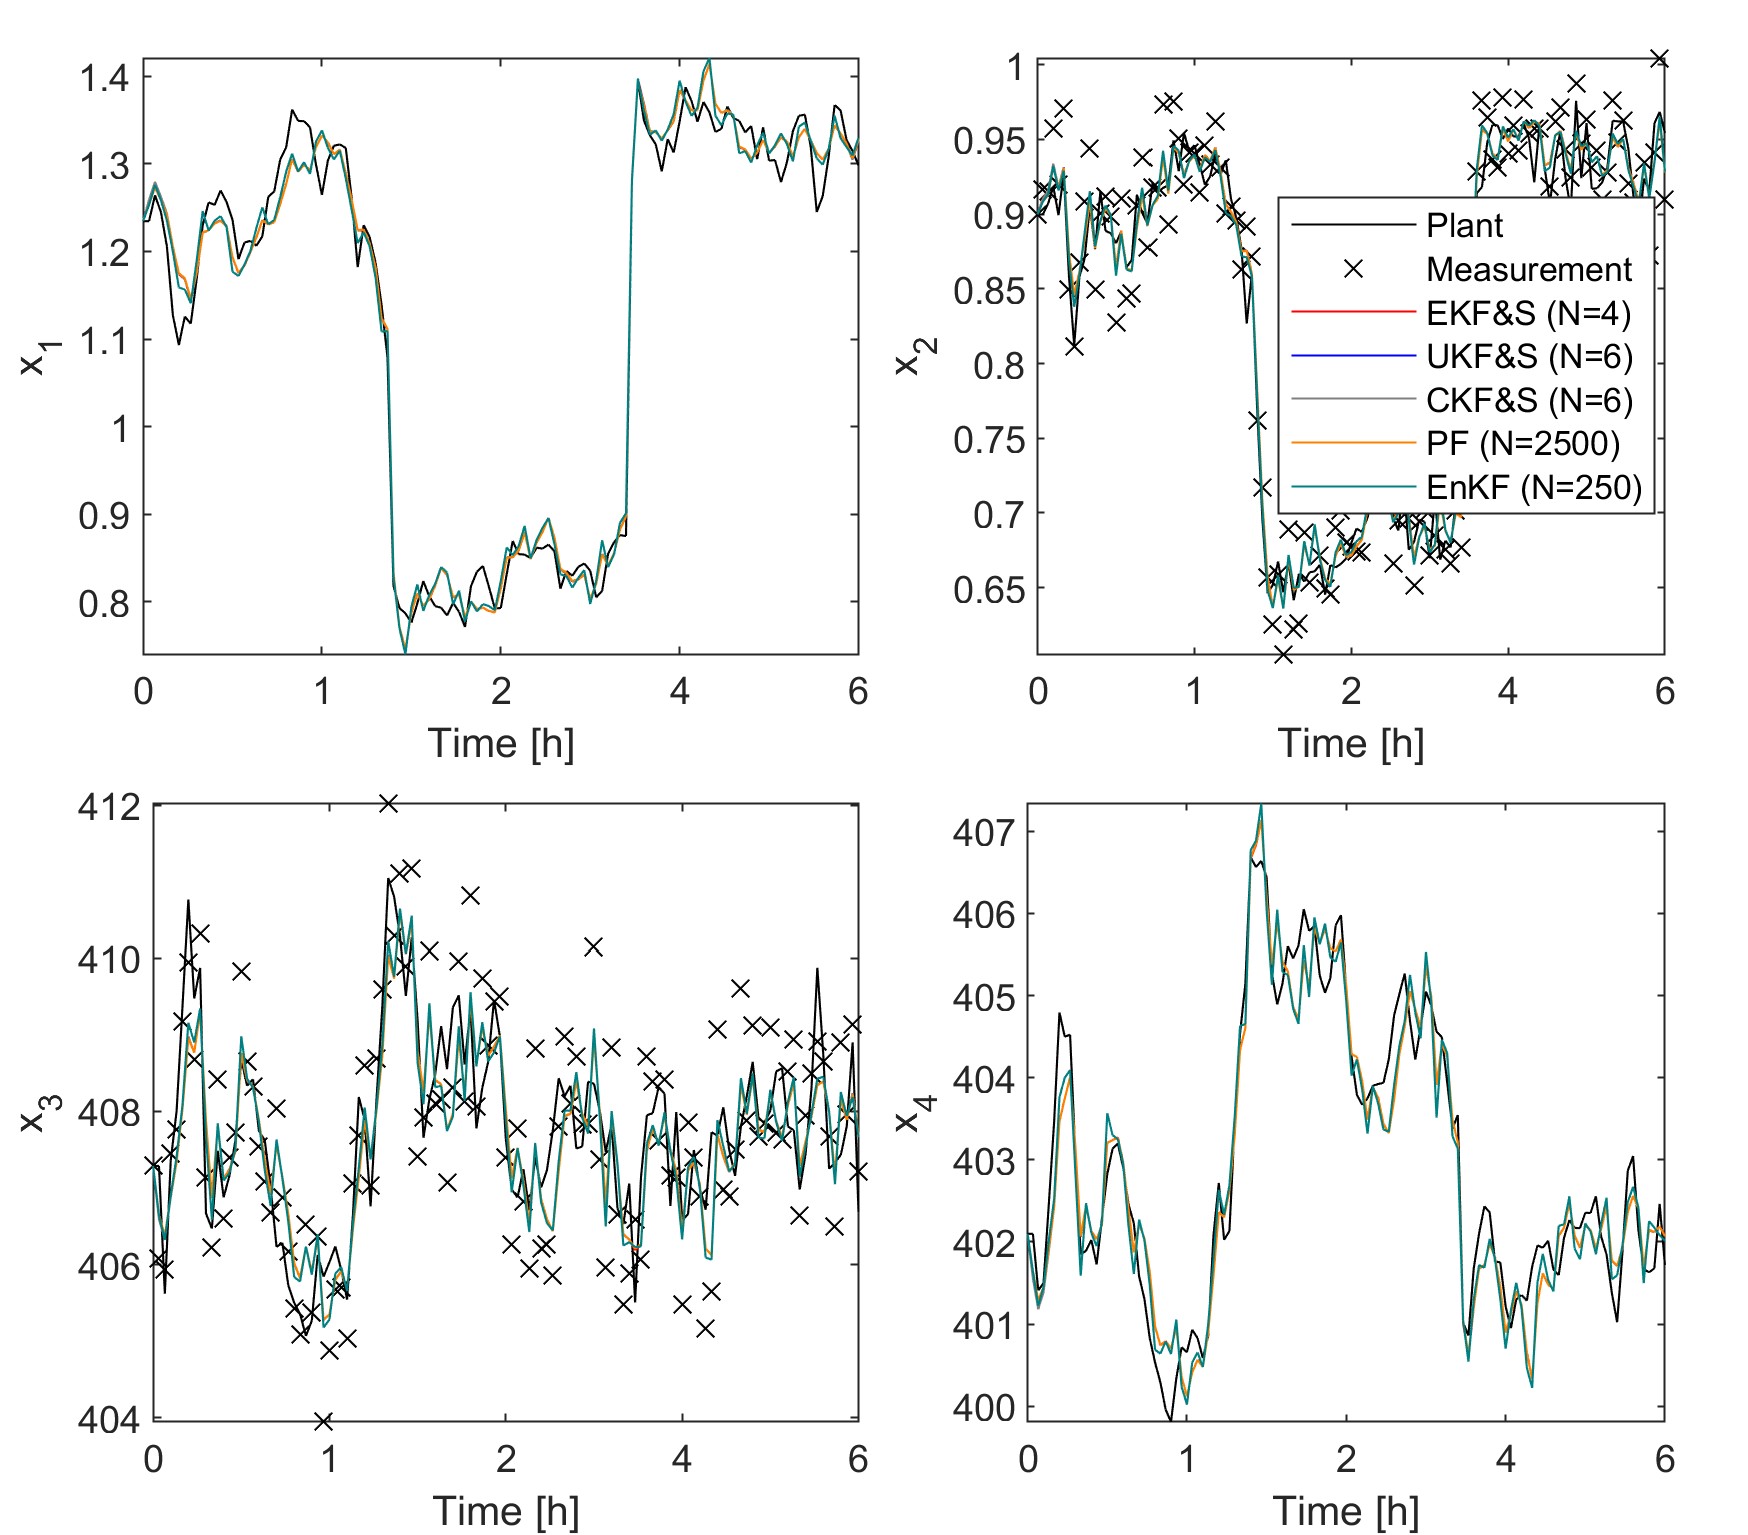 1.4
1.3
1.2
1.1
1
0.9
0.8
x1
0 1 2 4 6
Time [h]
1
0.95
0.9
0.85
0.8
0.75
0.7
0.65
x2
0 1 2 4 6
Time [h]
Plant
Measurement
EKF&S (N=4)
UKF&S (N=6)
CKF&S (N=6)
PF (N=2500)
EnKF (N=250)
412
410
408
406
404
x3
0 1 2 4 6
Time [h]
407
406
405
404
403
402
401
400
x4
0 1 2 4 6
Time [h]